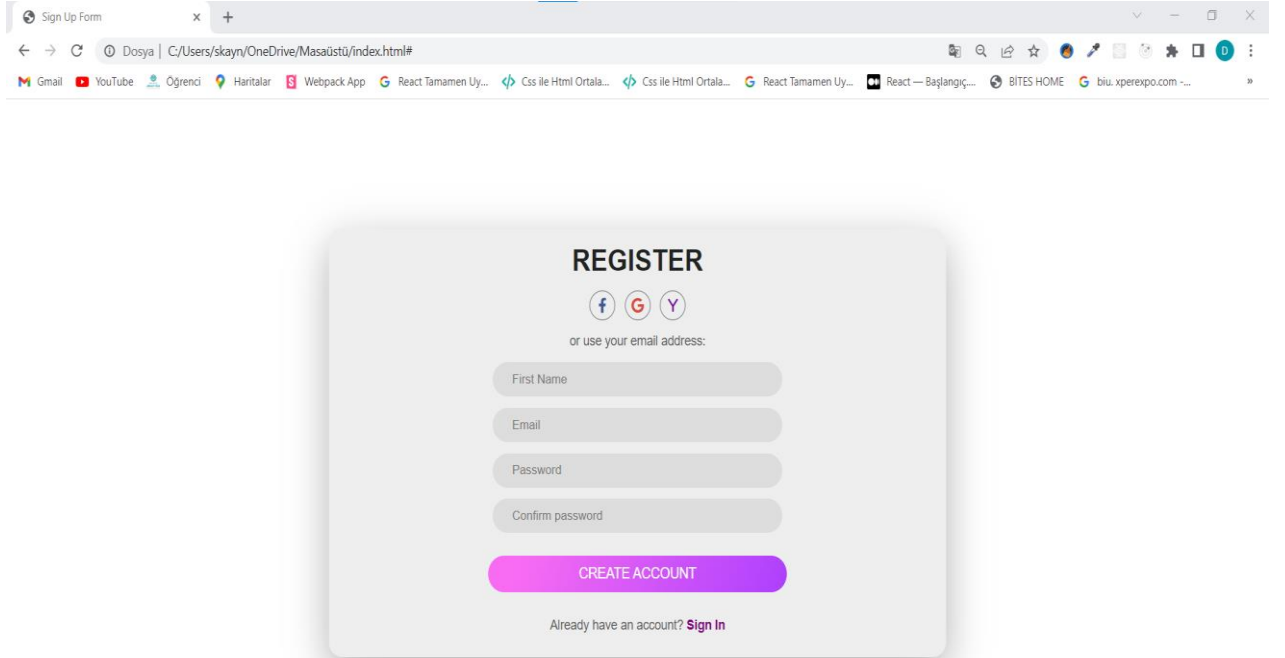 Sign Up Form
Dosya | C:/Users/skayn/OneDrive/Masaüstü/index.html#
D
Gmail YouTube Öğrenci Haritalar Webpack App React Tamamen Uy... Css ile Html Ortala... Css ile Html Ortala... React Tamamen Uy... React — Başlangıç,... BİTES HOME biu. xperexpo.com -... »
REGISTER
f G Y
or use your email address:
First Name
Email
Password
Confirm password
CREATE ACCOUNT
Already have an account? Sign In